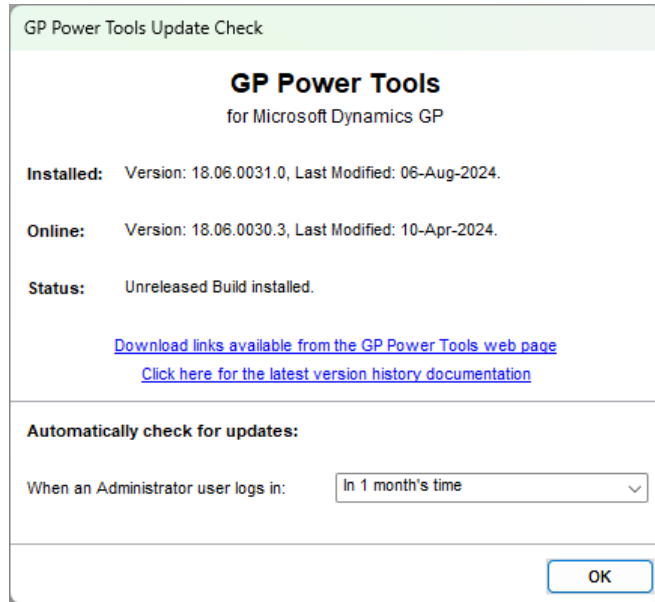 GP Power Tools Update Check
GP Power Tools
for Microsoft Dynamics GP
Installed: Version: 18.06.0031.0, Last Modified: 06-Aug-2024.
Online: Version: 18.06.0030.3, Last Modified: 10-Apr-2024.
Status: Unreleased Build installed.
Download links available from the GP Power Tools web page
Click here for the latest version history documentation
Automatically check for updates:
When an Administrator user logs in: In 1 month's time
OK